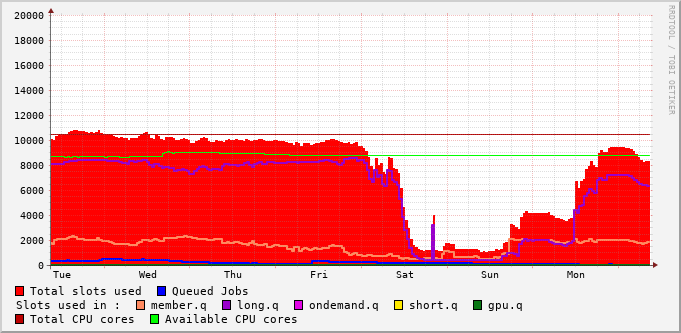 20000
18000
16000
14000
12000
10000
8000
6000
4000
2000
0
Tue Wed Thu Fri Sat Sun Mon
RRDTOOL / TOBI OETIKER
Total slots used Queued Jobs
Slots used in : member.q long.q ondemand.q short.q gpu.q
Total CPU cores Available CPU cores